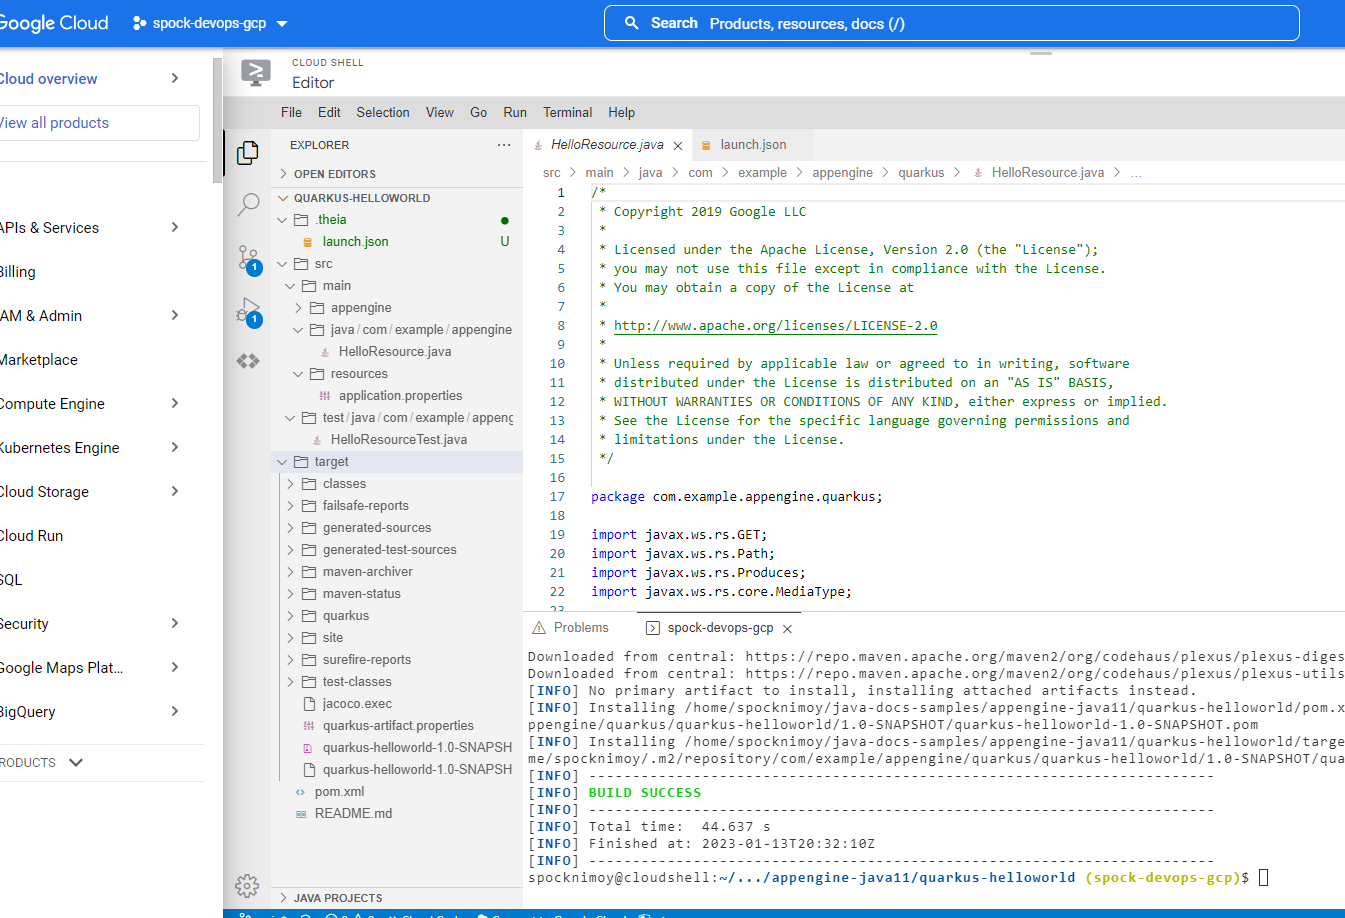 Google Cloud
spock-devops-gcp
Search Products, resources, docs (/)
Cloud overview
View all products
APIs & Services
Billing
IAM & Admin
Marketplace
Compute Engine
Kubernetes Engine
Cloud Storage
Cloud Run
SQL
Security
Google Maps Plat...
BigQuery
PRODUCTS
CLOUD SHELL
Editor
File Edit Selection View Go Run Terminal Help
EXPLORER
OPEN EDITORS
QUARKUS-HELLOWORLD
.theia
launch.json U
src
main
appengine
java/com/example/appengine
HelloResource.java
resources
application.properties
test/java/com/example/appeng
HelloResourceTest.java
target
classes
failsafe-reports
generated-sources
generated-test-sources
maven-archiver
maven-status
quarkus
site
surefire-reports
test-classes
jacoco.exec
quarkus-artifact.properties
quarkus-helloworld-1.0-SNAPSH
quarkus-helloworld-1.0-SNAPSH
pom.xml
README.md
JAVA PROJECTS
1
1
HelloResource.java
launch.json
src > main > java > com > example > appengine > quarkus > HelloResource.java > ...
1 /*
2 * Copyright 2019 Google LLC
3 *
4 * Licensed under the Apache License, Version 2.0 (the "License");
5 * you may not use this file except in compliance with the License.
6 * You may obtain a copy of the License at
7 *
8 * http://www.apache.org/licenses/LICENSE-2.0
9 *
10 * Unless required by applicable law or agreed to in writing, software
11 * distributed under the License is distributed on an "AS IS" BASIS,
12 * WITHOUT WARRANTIES OR CONDITIONS OF ANY KIND, either express or implied.
13 * See the License for the specific language governing permissions and
14 * limitations under the License.
15 */
16
17 package com.example.appengine.quarkus;
18
19 import javax.ws.rs.GET;
20 import javax.ws.rs.Path;
21 import javax.ws.rs.Produces;
22 import javax.ws.rs.core.MediaType;
23
Problems
spock-devops-gcp
Downloaded from central: https://repo.maven.apache.org/maven2/org/codehaus/plexus/plexus-diges
Downloaded from central: https://repo.maven.apache.org/maven2/org/codehaus/plexus/plexus-utils
[INFO] No primary artifact to install, installing attached artifacts instead.
[INFO] Installing /home/spocknimoy/java-docs-samples/appengine-java11/quarkus-helloworld/pom.x
ppengine/quarkus/quarkus-helloworld/1.0-SNAPSHOT/quarkus-helloworld-1.0-SNAPSHOT.pom
[INFO] Installing /home/spocknimoy/java-docs-samples/appengine-java11/quarkus-helloworld/targe
me/spocknimoy/.m2/repository/com/example/appengine/quarkus/quarkus-helloworld/1.0-SNAPSHOT/qua
[INFO] ------------------------------------------------------------------------
[INFO] BUILD SUCCESS
[INFO] ------------------------------------------------------------------------
[INFO] Total time:  44.637 s
[INFO] Finished at: 2023-01-13T20:32:10Z
[INFO] ------------------------------------------------------------------------
spocknimoy@cloudshell:~/.../appengine-java11/quarkus-helloworld (spock-devops-gcp)$